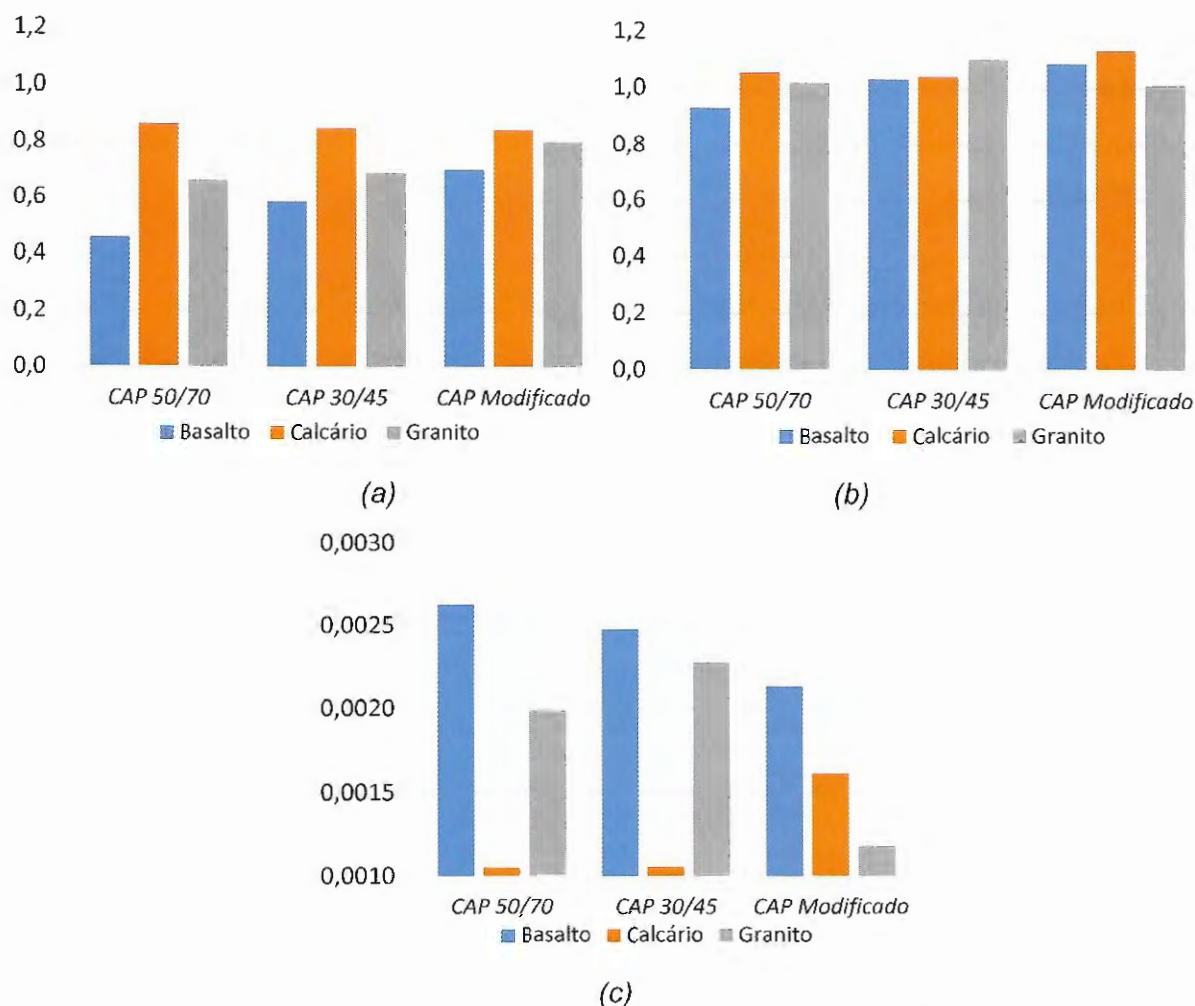 1,2
1,0
0,8
0,6
0,4
0,2
0,0
CAP 50/70 CAP 30/45 CAP Modificado
Basalto Calcário Granito
(a)
1,2
1,0
0,8
0,6
0,4
0,2
0,0
CAP 50/70 CAP 30/45 CAP Modificado
Basalto Calcário Granito
(b)
0,0030
0,0025
0,0020
0,0015
0,0010
CAP 50/70 CAP 30/45 CAP Modificado
Basalto Calcário Granito
(c)